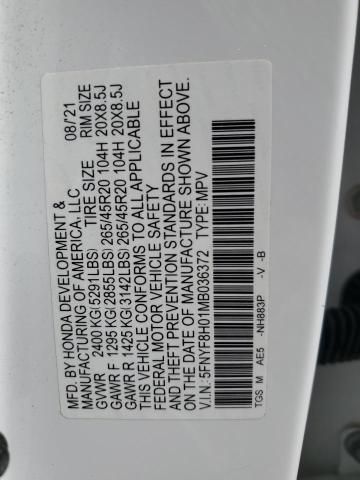 MFD. BY HONDA DEVELOPMENT & 08/'21
MANUFACTURING OF AMERICA, LLC
TIRE SIZE RIM SIZE
GVWR 2400 KG(5291LBS)
GAWR F 1295 KG(2855LBS) 265/45R20 104H 20X8.5J
GAWR R 1425 KG(3142LBS) 265/45R20 104H 20X8.5J
THIS VEHICLE CONFORMS TO ALL APPLICABLE
FEDERAL MOTOR VEHICLE SAFETY
AND THEFT PREVENTION STANDARDS IN EFFECT
ON THE DATE OF MANUFACTURE SHOWN ABOVE.
V.I.N.: 5FNYF8H01MB036372 TYPE: MPV
TGS M AE5 -NH883P -V -B